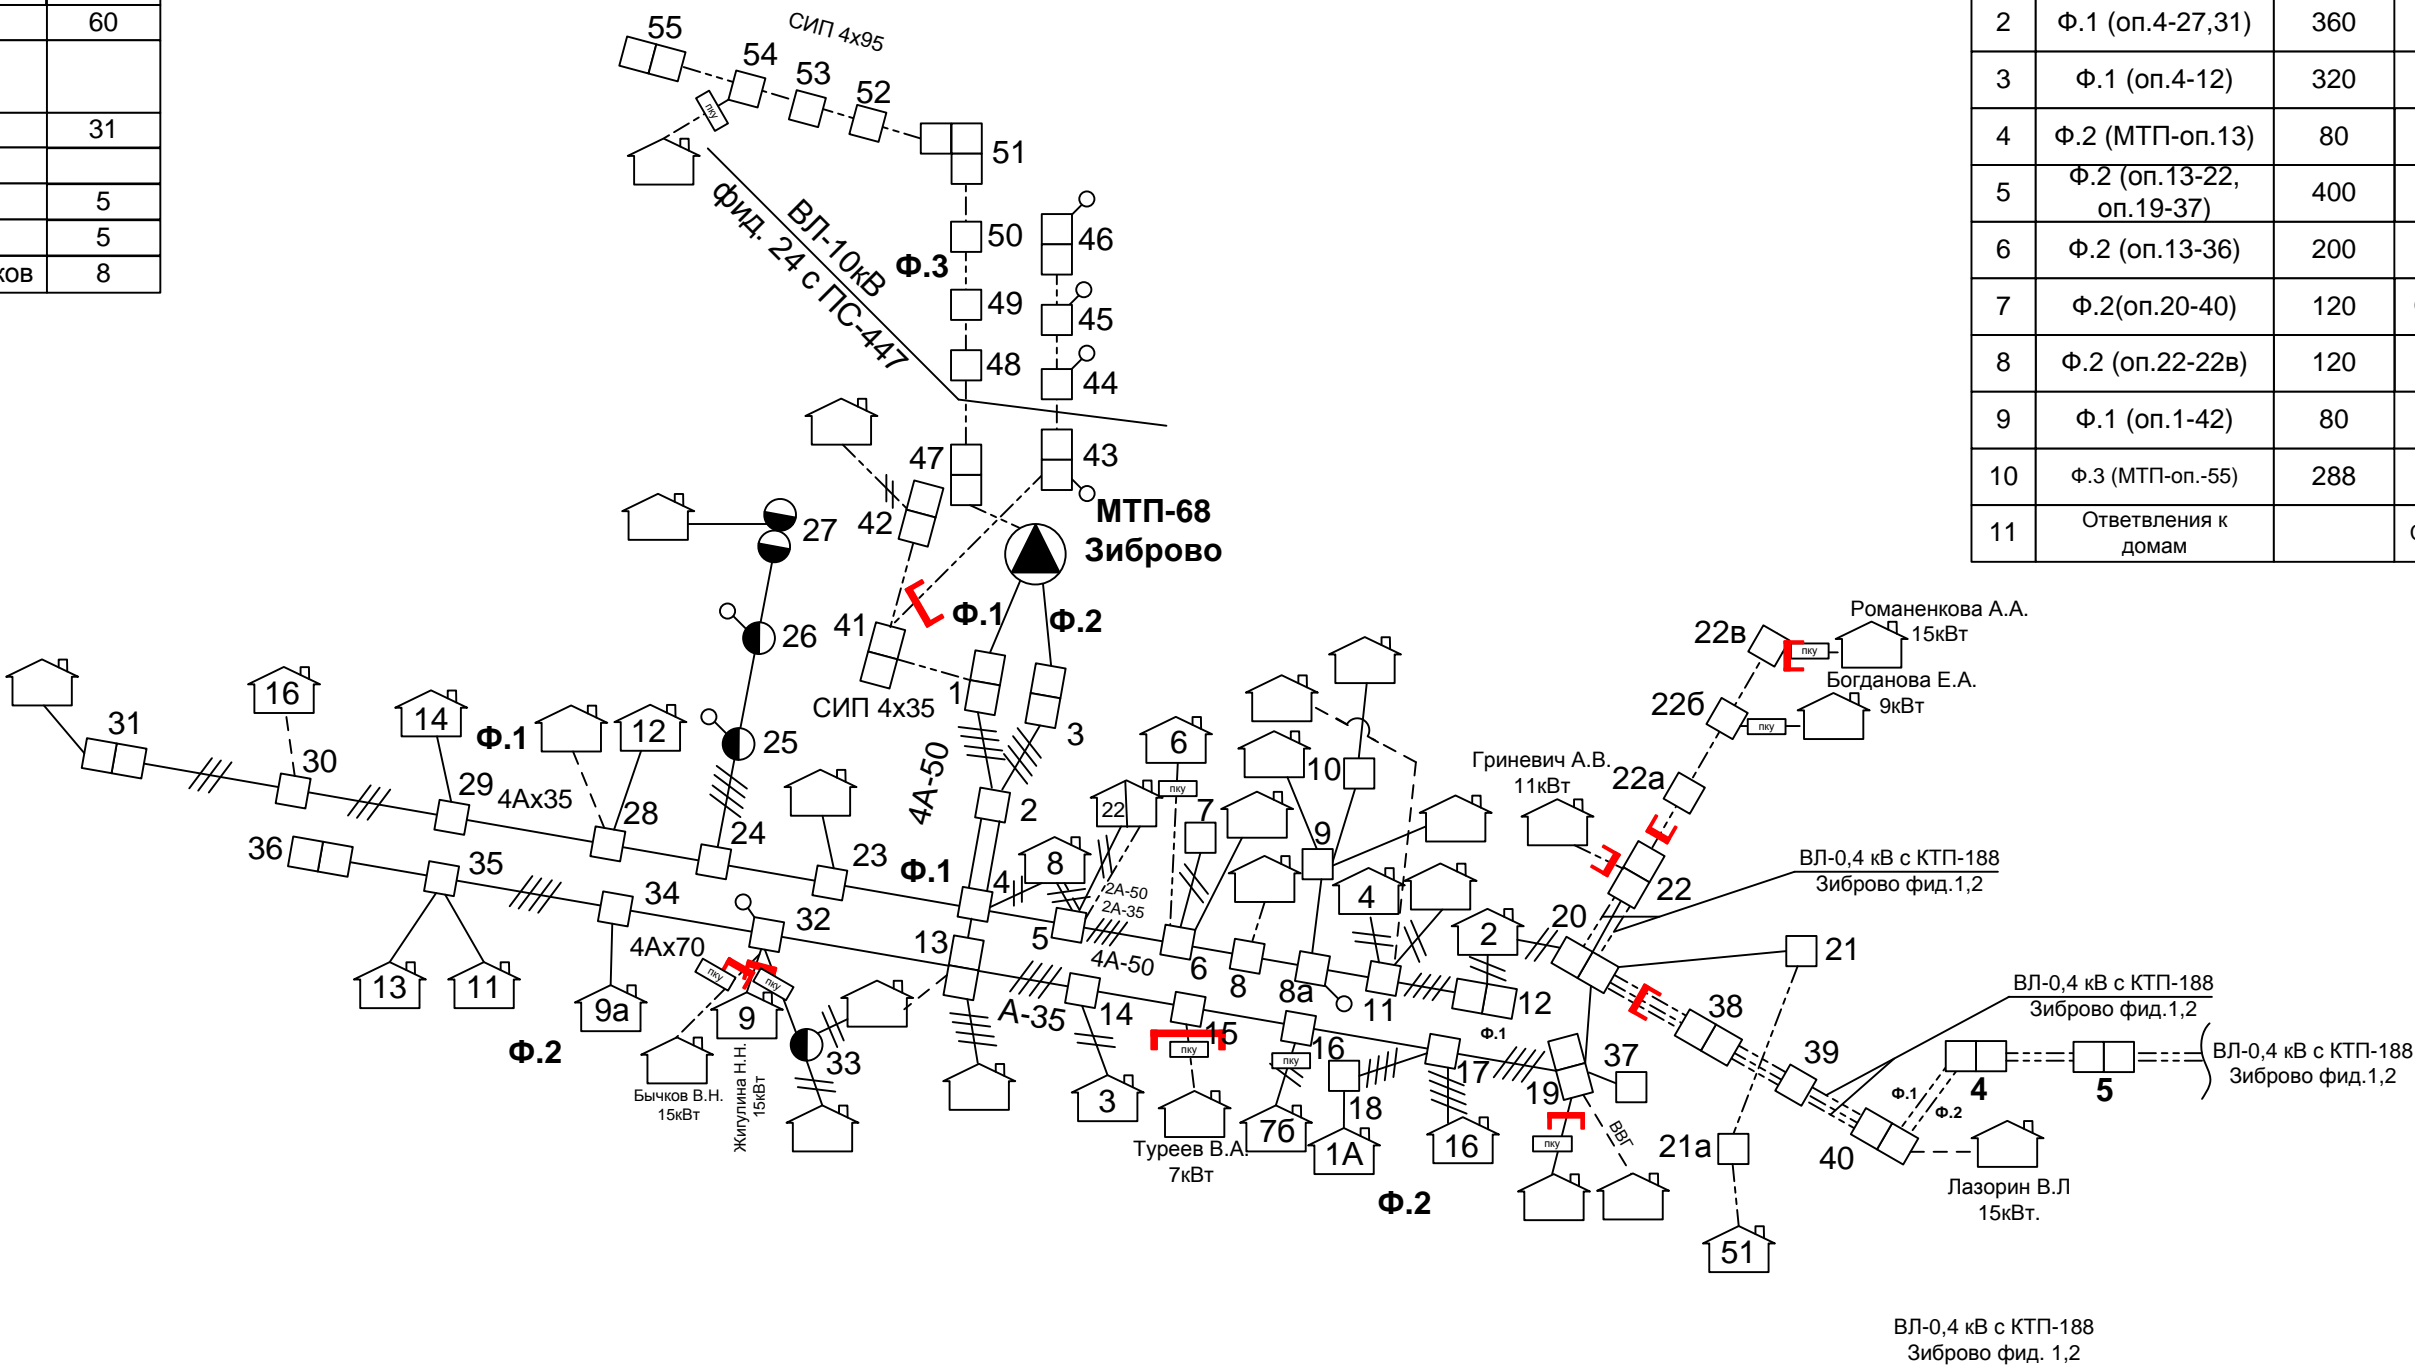 60
31
5
5
ков 8
2 Ф.1 (оп.4-27,31) 360
3 Ф.1 (оп.4-12) 320
4 Ф.2 (МТП-оп.13) 80
5 Ф.2 (оп.13-22, оп.19-37) 400
6 Ф.2 (оп.13-36) 200
7 Ф.2(оп.20-40) 120
8 Ф.2 (оп.22-22в) 120
9 Ф.1 (оп.1-42) 80
10 Ф.3 (МТП-оп.-55) 288
11 Ответвления к домам
СИП 4х95
55
54
53
52
51
50
49
48
47
пку
ВЛ-10кВ
фид. 24 с ПС-447
Ф.3
46
45
44
43
42
41
МТП-68
Зиброво
Ф.1
Ф.2
СИП 4х35
27
26
25
24
23
1
3
2
4
4А-50
Ф.1
31
30
29
28
16
14
12
Ф.1
4Ах35
36
35
34
32
33
13
11
9а
9
4Ах70
пку
пку
Бычков В.Н.
15кВт
Жигулина Н.Н.
15кВт
Ф.2
13
А-35
14
3
15
пку
Туреев В.А.
7кВт
16
пку
7б
18
1А
17
16
Ф.2
8
22
2А-50
2А-35
5
4А-50
6
пку
6
7
8
8а
9
10
4
11
12
Ф.1
2
20
19
пку
ВВГ
37
21
21а
51
22
22а
22б
22в
Гриневич А.В.
11кВт
пку
Романенкова А.А.
15кВт
пку
Богданова Е.А.
9кВт
ВЛ-0,4 кВ с КТП-188
Зиброво фид.1,2
38
39
40
ВЛ-0,4 кВ с КТП-188
Зиброво фид.1,2
Ф.1
Ф.2
4
5
ВЛ-0,4 кВ с КТП-188
Зиброво фид.1,2
Лазорин В.Л
15кВт.
ВЛ-0,4 кВ с КТП-188
Зиброво фид. 1,2